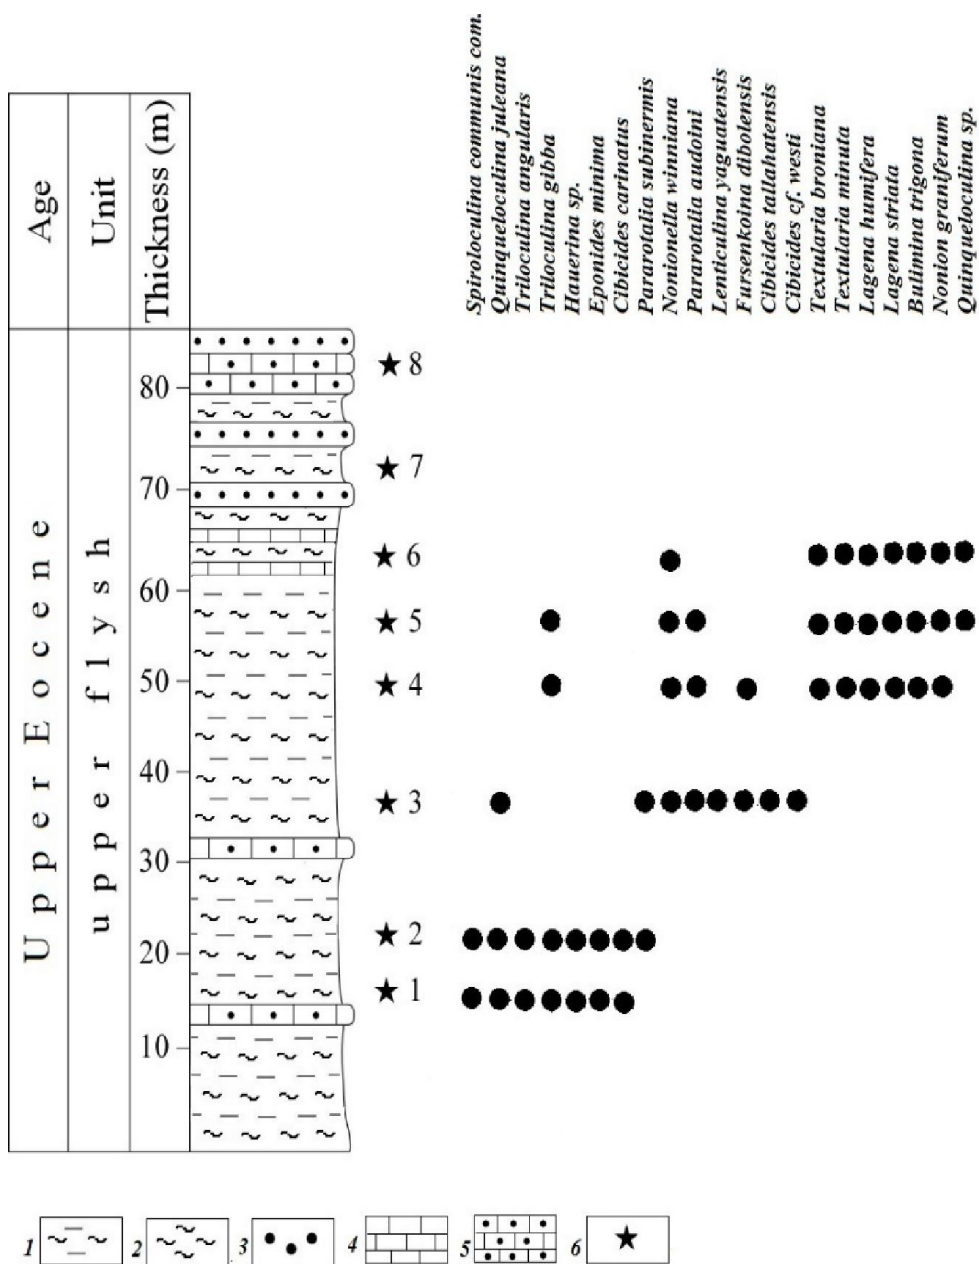 Age
Unit
Thickness (m)
Spiroloculina communis com.
Quinqueloculina juleana
Triloculina angularis
Triloculina gibba
Hauerina sp.
Eponides minima
Cibicides carinatus
Pararotalia subinermis
Nonionella winniana
Pararotalia audoini
Lenticulina yaguatensis
Fursenkoina dibolensis
Cibicides tallahatensis
Cibicides cf. westi
Textularia broniana
Textularia minuta
Lagena humifera
Lagena striata
Bulimina trigona
Nonion graniferum
Quinqueloculina sp.
Upper Eocene
upper flysh
80
70
60
50
40
30
20
10
8
7
6
5
4
3
2
1
1 2 3 4 5 6